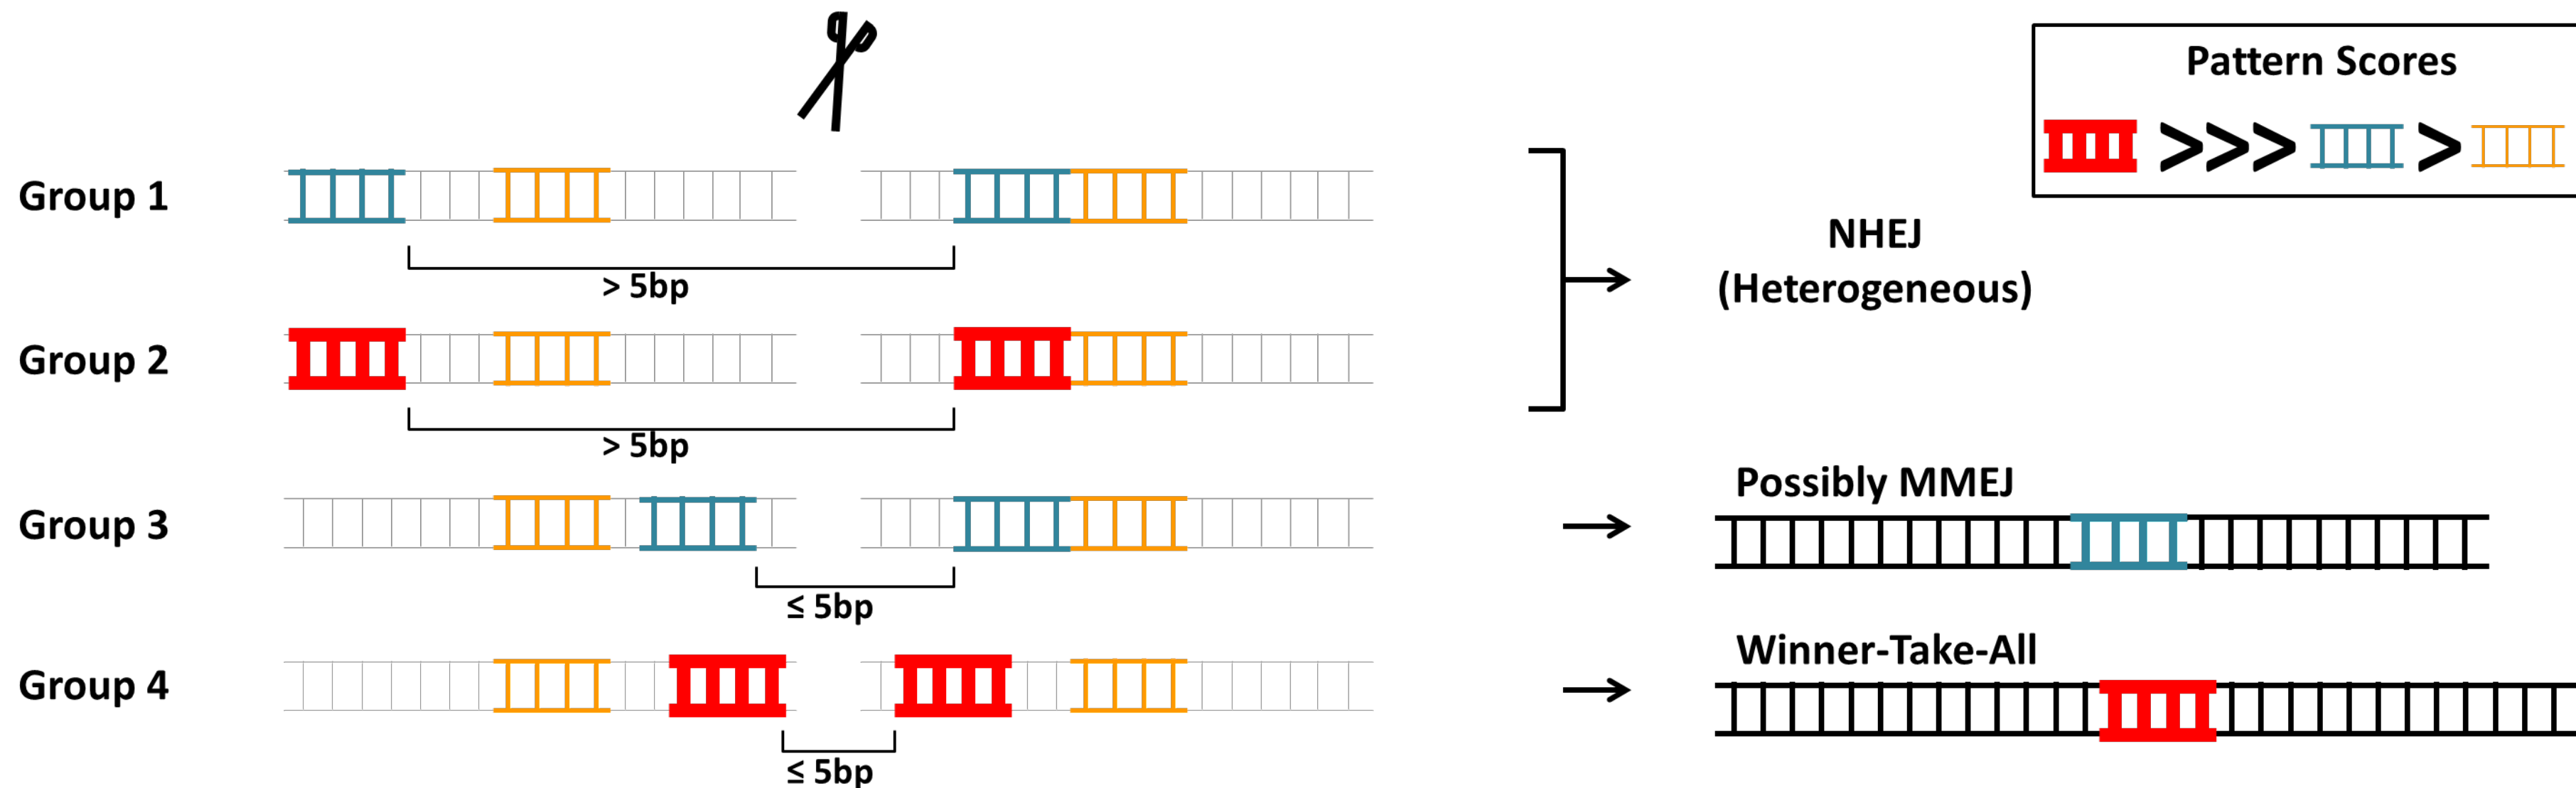 Pattern Scores
>>> >
Group 1
> 5bp
NHEJ
(Heterogeneous)
Group 2
> 5bp
Group 3
≤ 5bp
Possibly MMEJ
Group 4
≤ 5bp
Winner-Take-All